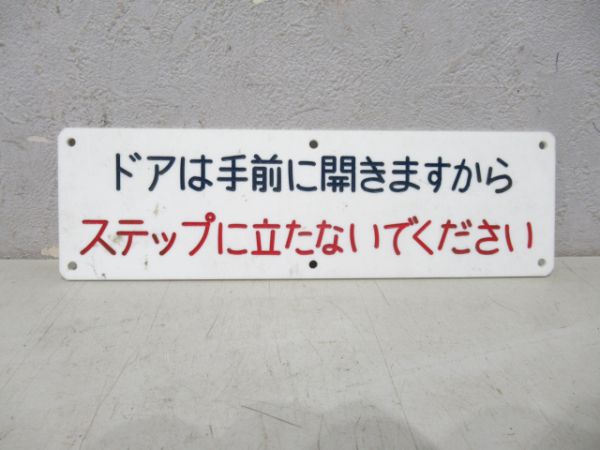 ドアは手前に開きますから
ステップに立たないでください